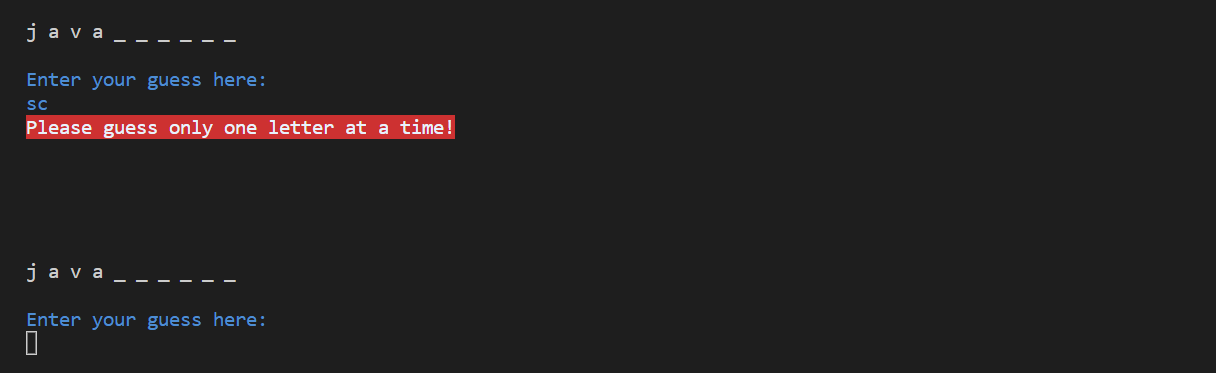 j a v a _ _ _ _ _ _
Enter your guess here:
sc
Please guess only one letter at a time!
j a v a _ _ _ _ _ _
Enter your guess here: